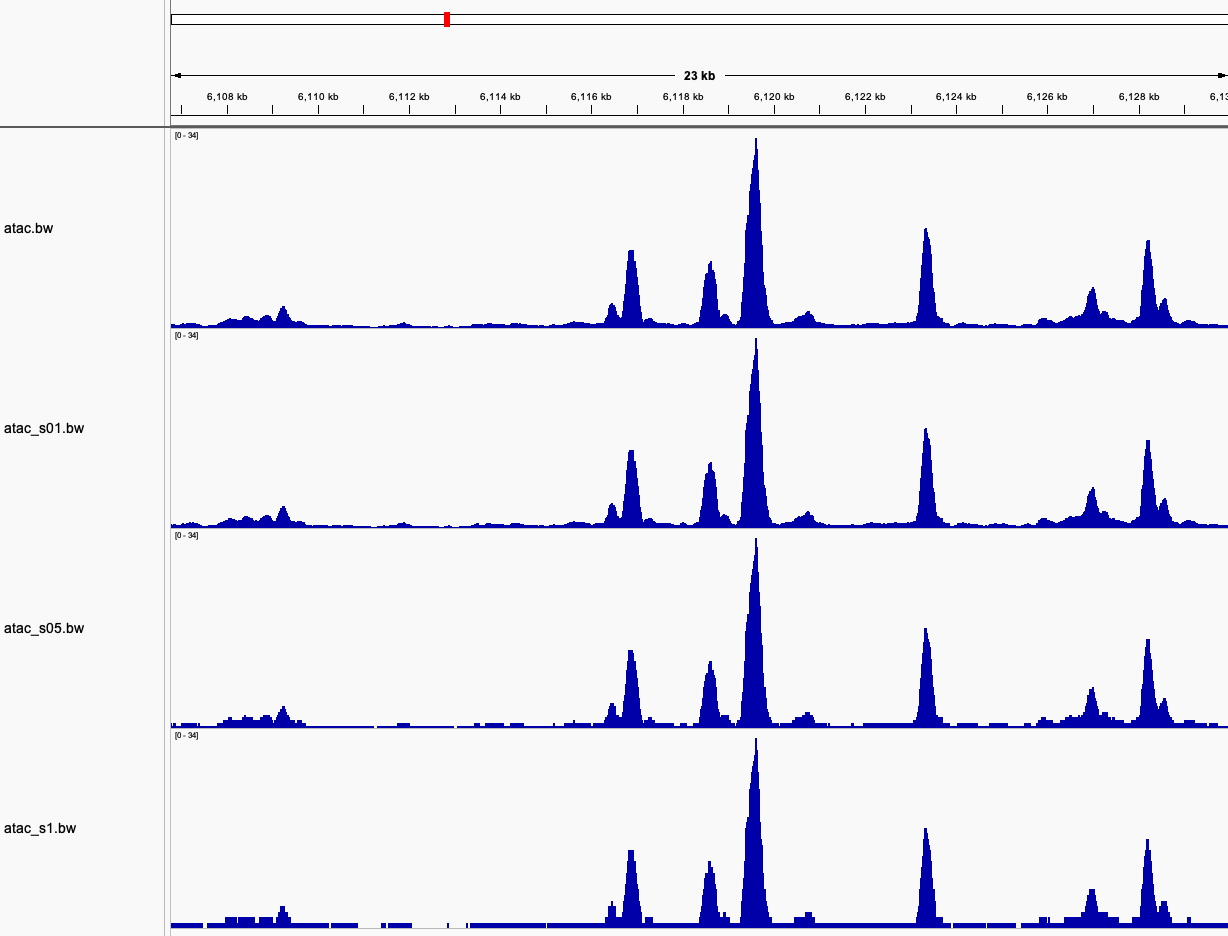 23 kb
6,108 kb 6,110 kb 6,112 kb 6,114 kb 6,116 kb 6,118 kb 6,120 kb 6,122 kb 6,124 kb 6,126 kb 6,128 kb 6,13
[0 - 34]
atac.bw
[0 - 34]
atac_s01.bw
[0 - 34]
atac_s05.bw
[0 - 34]
atac_s1.bw